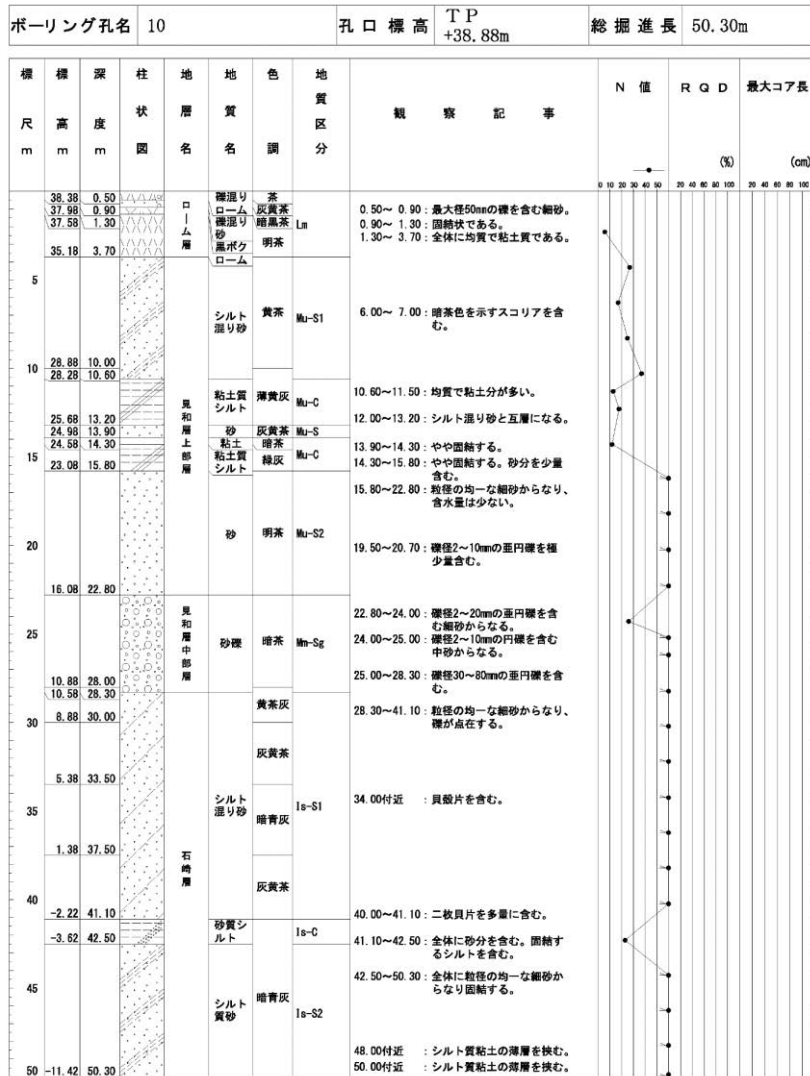 ボーリング孔名 10 孔口標高 TP +38.88m 総掘進長 50.30m
標尺 m 標高 m 深度 m 柱状図 地層名 地質名 色調 地質区分 観察記事 N 値 RQD (%) 最大コア長 (cm)
0 10 20 30 40 50 20 40 60 80 100 20 40 60 80 100
38.38 0.50
37.98 0.90
37.58 1.30
35.18 3.70
5
28.88 10.00
10
28.28 10.60
25.68 13.20
24.98 13.90
24.58 14.30
15
23.08 15.80
20
16.08 22.80
25
10.88 28.00
10.58 28.30
30
8.88 30.00
5.38 33.50
35
1.38 37.50
40
-2.22 41.10
-3.62 42.50
45
50 -11.42 50.30
ローム層
見和層上部層
見和層中部層
石崎層
礫混り
ローム
礫混り
砂
黒ボク
ローム
シルト
混り砂
粘土質
シルト
砂
粘土
粘土質
シルト
砂
砂礫
シルト
混り砂
砂質シ
ルト
シルト
質砂
茶
灰黄茶
暗黒茶
明茶
黄茶
薄黄灰
灰黄茶
暗茶
緑灰
明茶
暗茶
黄茶灰
灰黄茶
暗青灰
灰黄茶
暗青灰
Lm
Mu-S1
Mu-C
Mu-S
Mu-C
Mu-S2
Mm-Sg
Is-S1
Is-C
Is-S2
0.50～ 0.90：最大径50mmの礫を含む細砂。
0.90～ 1.30：固結状である。
1.30～ 3.70：全体に均質で粘土質である。
6.00～ 7.00：暗茶色を示すスコリアを含
む。
10.60～11.50：均質で粘土分が多い。
12.00～13.20：シルト混り砂と互層になる。
13.90～14.30：やや固結する。
14.30～15.80：やや固結する。砂分を少量
含む。
15.80～22.80：粒径の均一な細砂からなり、
含水量は少ない。
19.50～20.70：礫径2～10mmの亜円礫を極
少量含む。
22.80～24.00：礫径2～20mmの亜円礫を含
む細砂からなる。
24.00～25.00：礫径2～10mmの円礫を含む
中砂からなる。
25.00～28.30：礫径30～80mmの亜円礫を含
む。
28.30～41.10：粒径の均一な細砂からなり、
礫が点在する。
34.00付近 ：貝殻片を含む。
40.00～41.10：二枚貝片を多量に含む。
41.10～42.50：全体に砂分を含む。固結す
るシルトを含む。
42.50～50.30：全体に粒径の均一な細砂か
らなり固結する。
48.00付近 ：シルト質粘土の薄層を挟む。
50.00付近 ：シルト質粘土の薄層を挟む。